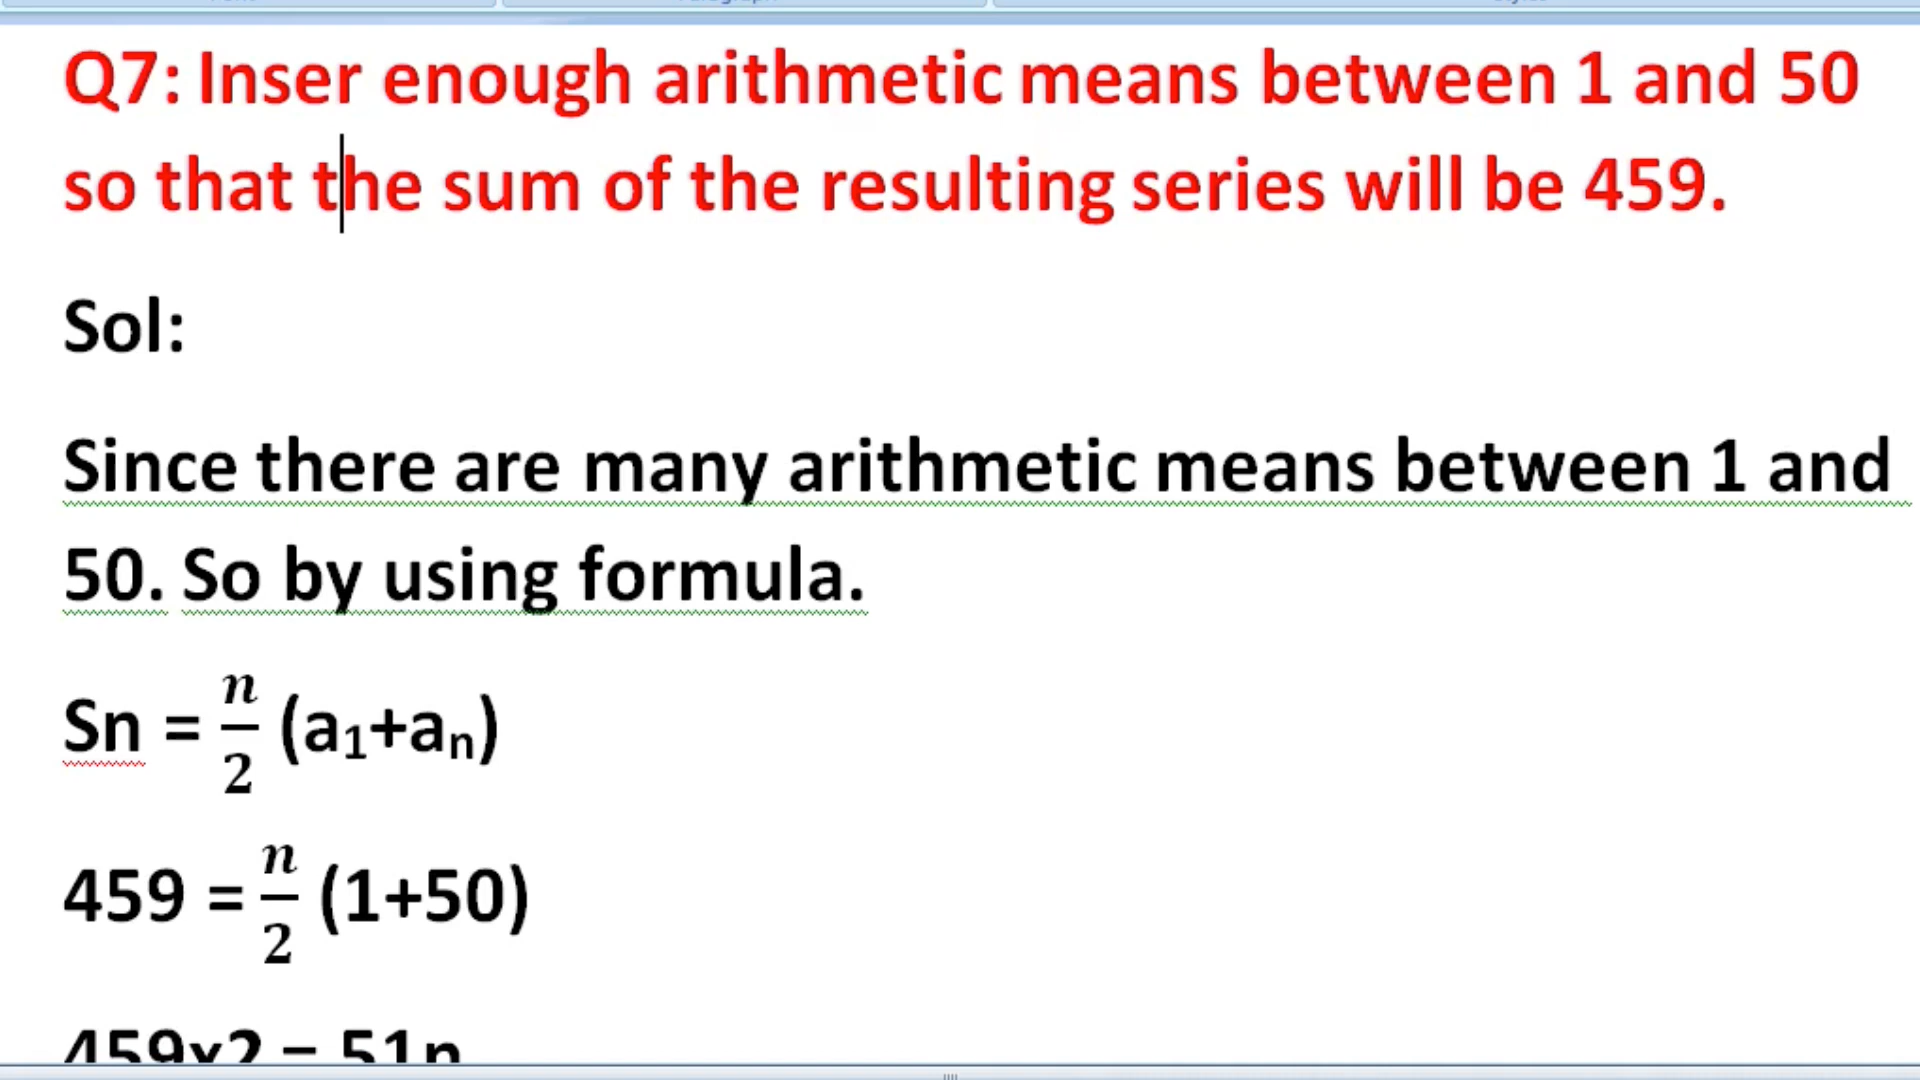 Q7: Inser enough arithmetic means between 1 and 50
so that the sum of the resulting series will be 459.
Sol:
Since there are many arithmetic means between 1 and
50. So by using formula.
Sn = n/2 (a₁+aₙ)
459 = n/2 (1+50)
459x2 = 51n